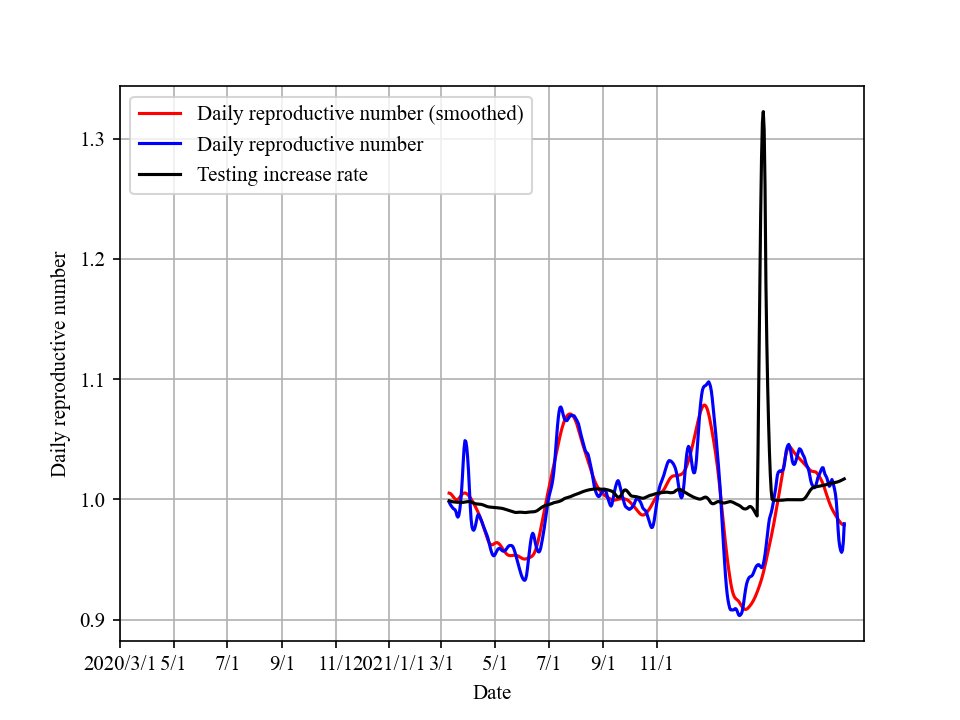 Daily reproductive number (smoothed)
Daily reproductive number
Testing increase rate
Daily reproductive number
1.3
1.2
1.1
1.0
0.9
2020/3/1 5/1 7/1 9/1 11/1 2021/1/1 3/1 5/1 7/1 9/1 11/1
Date